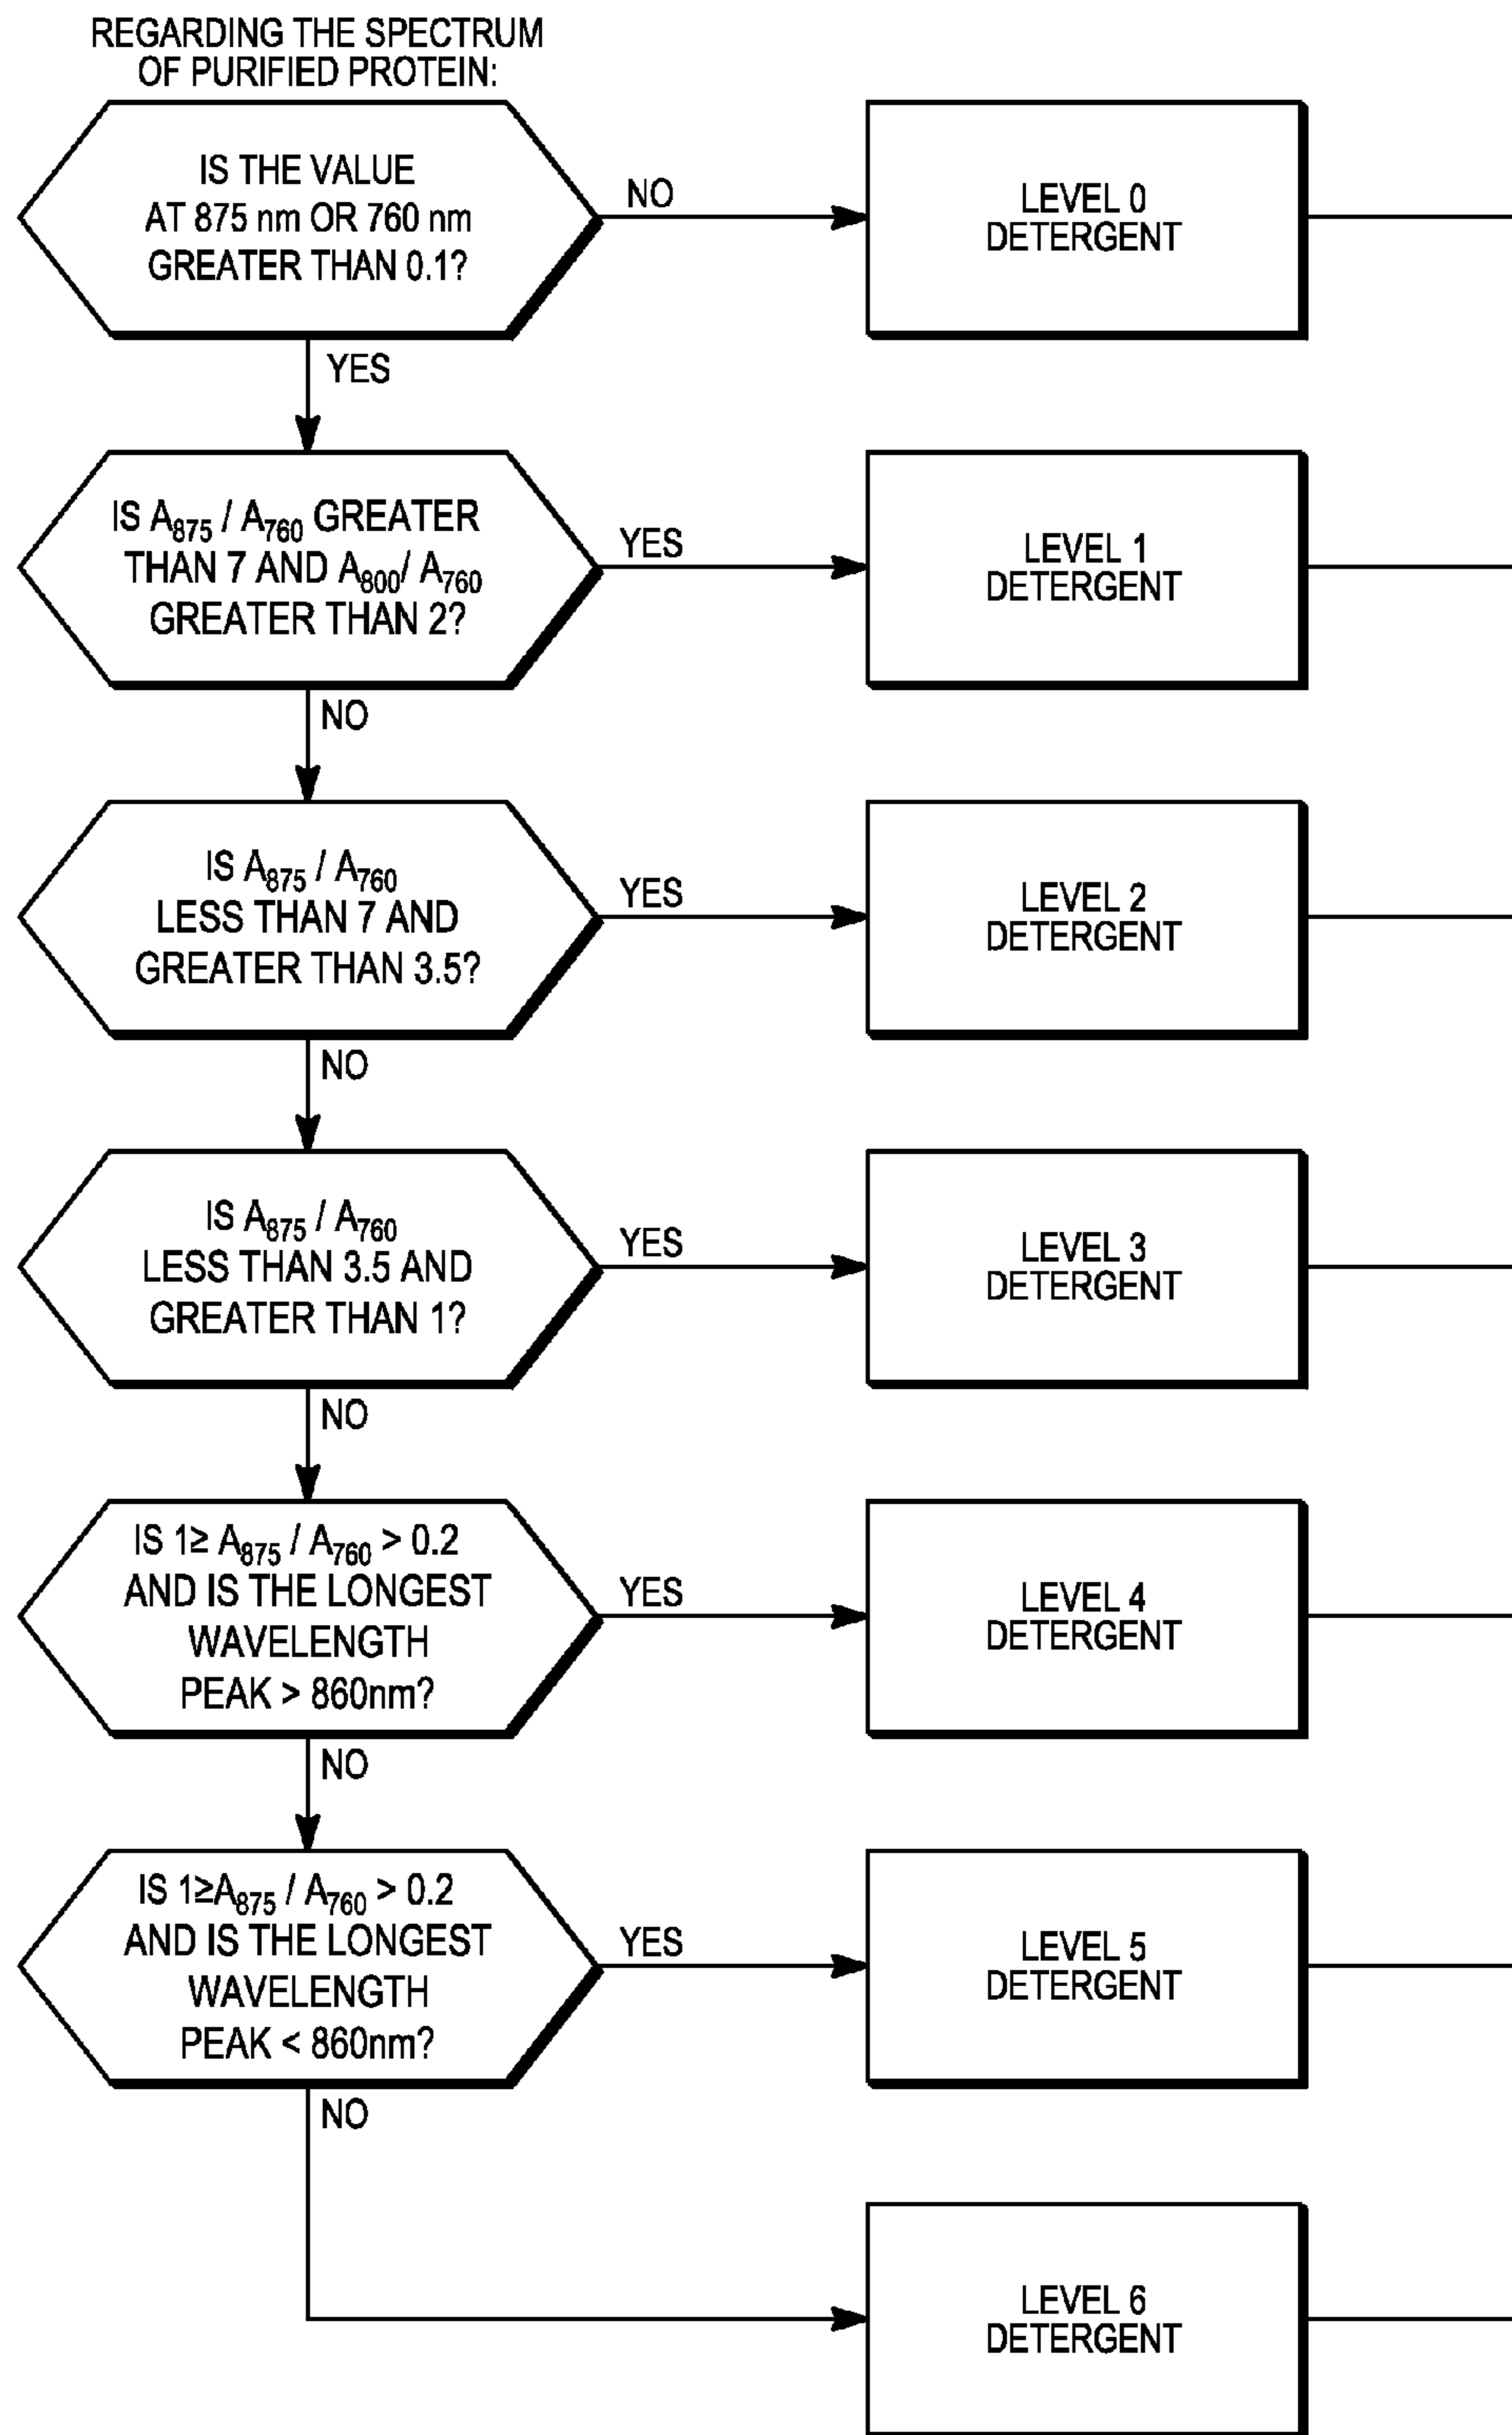 REGARDING THE SPECTRUM
OF PURIFIED PROTEIN:
IS THE VALUE
AT 875 nm OR 760 nm
GREATER THAN 0.1?
NO
LEVEL 0
DETERGENT
YES
IS A₈₇₅ / A₇₆₀ GREATER
THAN 7 AND A₈₀₀/ A₇₆₀
GREATER THAN 2?
YES
LEVEL 1
DETERGENT
NO
IS A₈₇₅ / A₇₆₀
LESS THAN 7 AND
GREATER THAN 3.5?
YES
LEVEL 2
DETERGENT
NO
IS A₈₇₅ / A₇₆₀
LESS THAN 3.5 AND
GREATER THAN 1?
YES
LEVEL 3
DETERGENT
NO
IS 1≥ A₈₇₅ / A₇₆₀ > 0.2
AND IS THE LONGEST
WAVELENGTH
PEAK > 860nm?
YES
LEVEL 4
DETERGENT
NO
IS 1≥A₈₇₅ / A₇₆₀ > 0.2
AND IS THE LONGEST
WAVELENGTH
PEAK < 860nm?
YES
LEVEL 5
DETERGENT
NO
LEVEL 6
DETERGENT